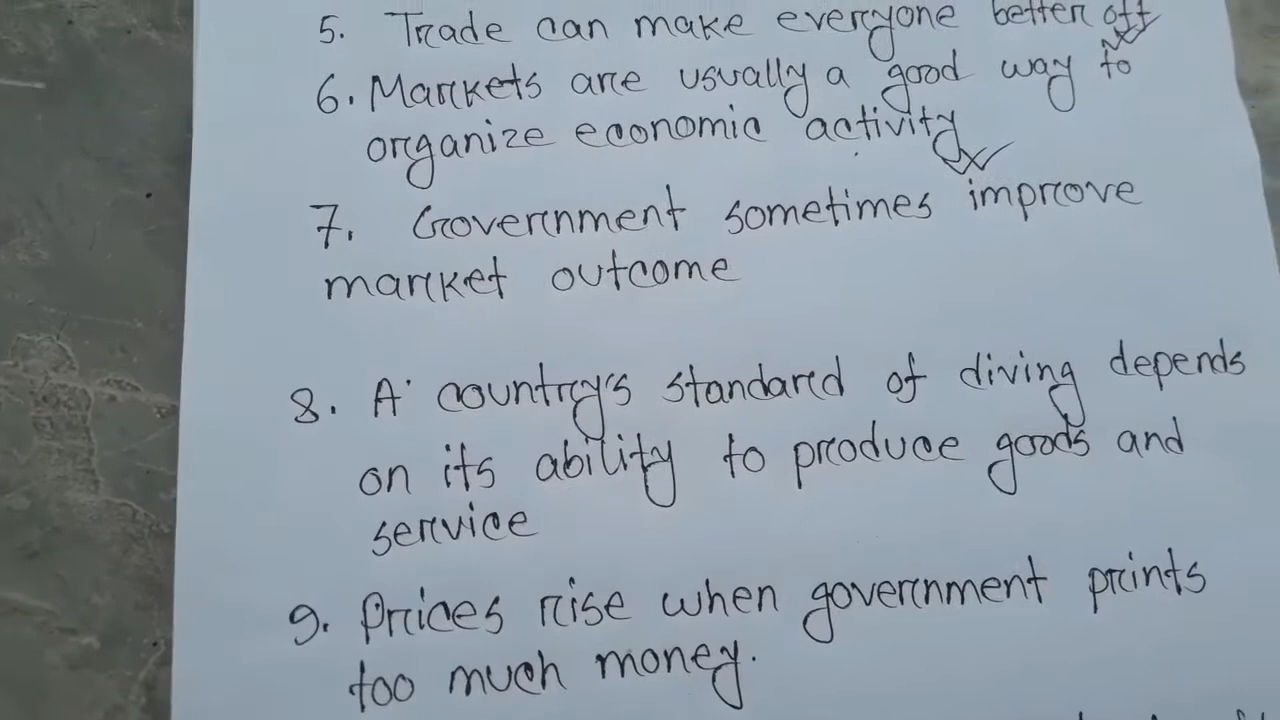 5. Trade can make everyone better off
6. Markets are usually a good way to
organize economic activity
7. Government sometimes improve
market outcome
8. A country's standard of diving depends
on its ability to produce goods and
service
9. Prices rise when government prints
too much money.